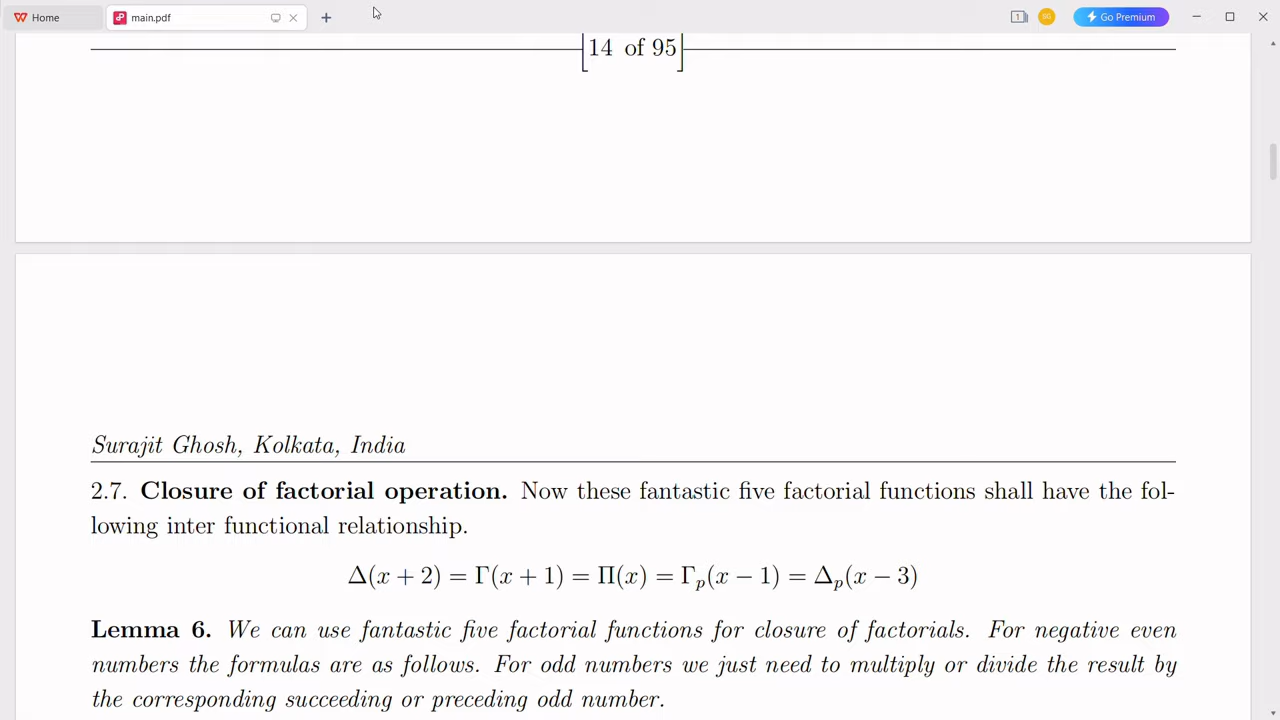 Home
main.pdf
1
SG
Go Premium
14 of 95
Surajit Ghosh, Kolkata, India
2.7. Closure of factorial operation. Now these fantastic five factorial functions shall have the fol-
lowing inter functional relationship.
Δ(x + 2) = Γ(x + 1) = Π(x) = Γₚ(x − 1) = Δₚ(x − 3)
Lemma 6. We can use fantastic five factorial functions for closure of factorials. For negative even
numbers the formulas are as follows. For odd numbers we just need to multiply or divide the result by
the corresponding succeeding or preceding odd number.